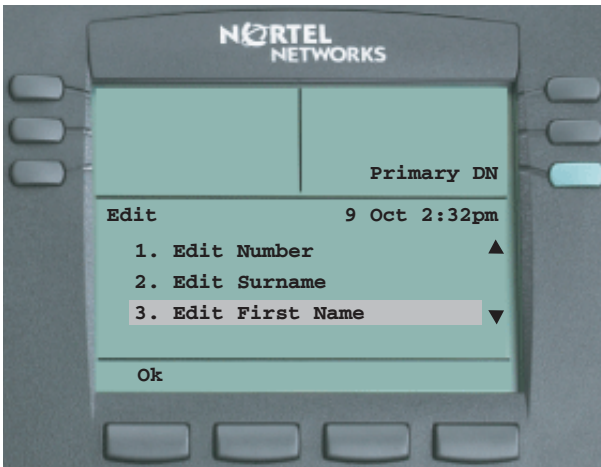 NORTEL
NETWORKS
Primary DN
Edit 9 Oct 2:32pm
1. Edit Number
2. Edit Surname
3. Edit First Name
Ok